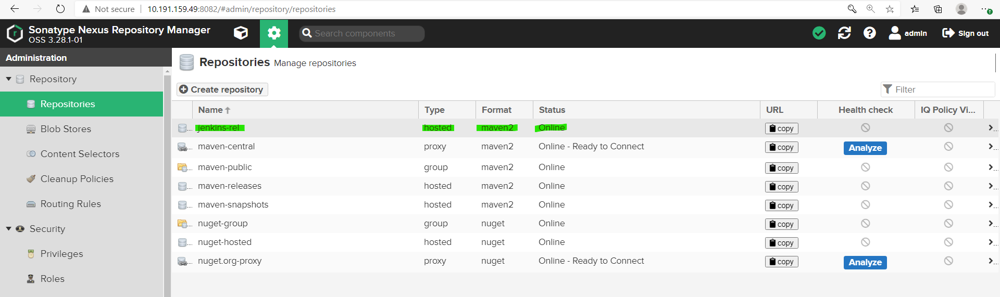 Not secure | 10.191.159.49:8082/#admin/repository/repositories
Sonatype Nexus Repository Manager
OSS 3.28.1-01
Search components
admin
Sign out
Administration
Repository
Repositories
Blob Stores
Content Selectors
Cleanup Policies
Routing Rules
Security
Privileges
Roles
Repositories Manage repositories
Create repository
Filter
Name Type Format Status URL Health check IQ Policy Vi...
jenkins-rel hosted maven2 Online copy
maven-central proxy maven2 Online - Ready to Connect copy Analyze
maven-public group maven2 Online copy
maven-releases hosted maven2 Online copy
maven-snapshots hosted maven2 Online copy
nuget-group group nuget Online copy
nuget-hosted hosted nuget Online copy
nuget.org-proxy proxy nuget Online - Ready to Connect copy Analyze